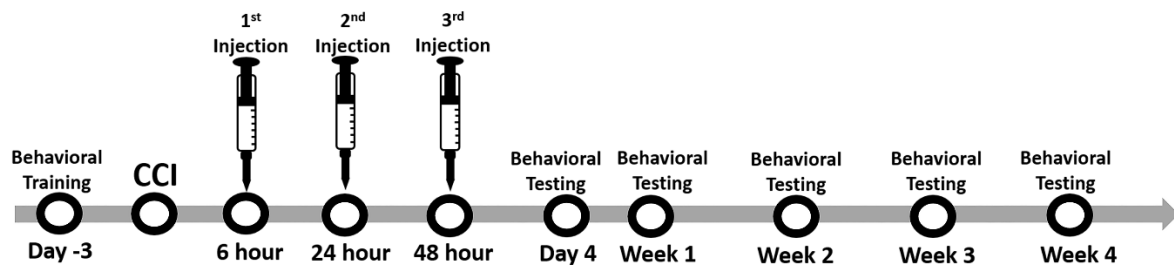 1st
Injection
2nd
Injection
3rd
Injection
Behavioral
Training
CCI
Behavioral
Testing
Behavioral
Testing
Behavioral
Testing
Behavioral
Testing
Behavioral
Testing
Day -3
6 hour
24 hour
48 hour
Day 4
Week 1
Week 2
Week 3
Week 4